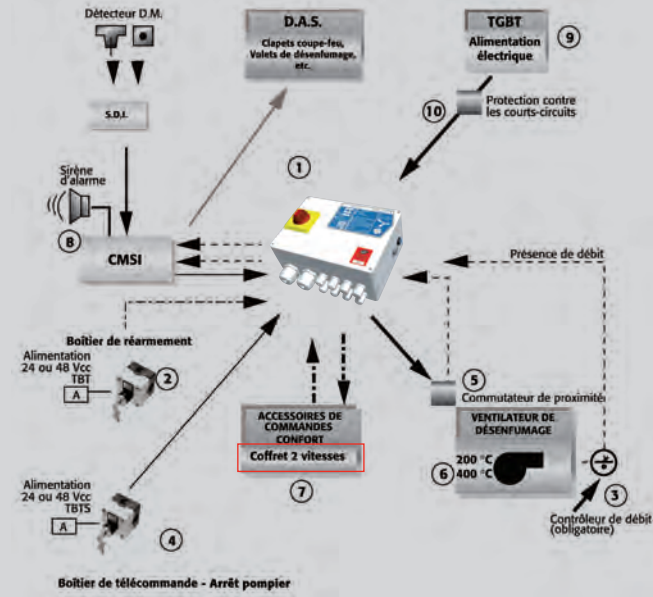 Détecteur D.M.
D.A.S.
Clapets coupe-feu,
Volets de désenfumage,
etc.
TGBT
Alimentation
électrique
9
S.D.I.
10
Protection contre
les courts-circuits
1
Sirène
d'alarme
8
CMSI
Présence de débit
Boîtier de réarmement
Alimentation
24 ou 48 Vcc
TBT
A
2
5
Commutateur de proximité
ACCESSOIRES DE
COMMANDES
CONFORT
Coffret 2 vitesses
7
VENTILATEUR DE
DÉSENFUMAGE
200 °C
400 °C
6
3
Contrôleur de débit
(obligatoire)
Alimentation
24 ou 48 Vcc
TBTS
A
4
Boîtier de télécommande - Arrêt pompier